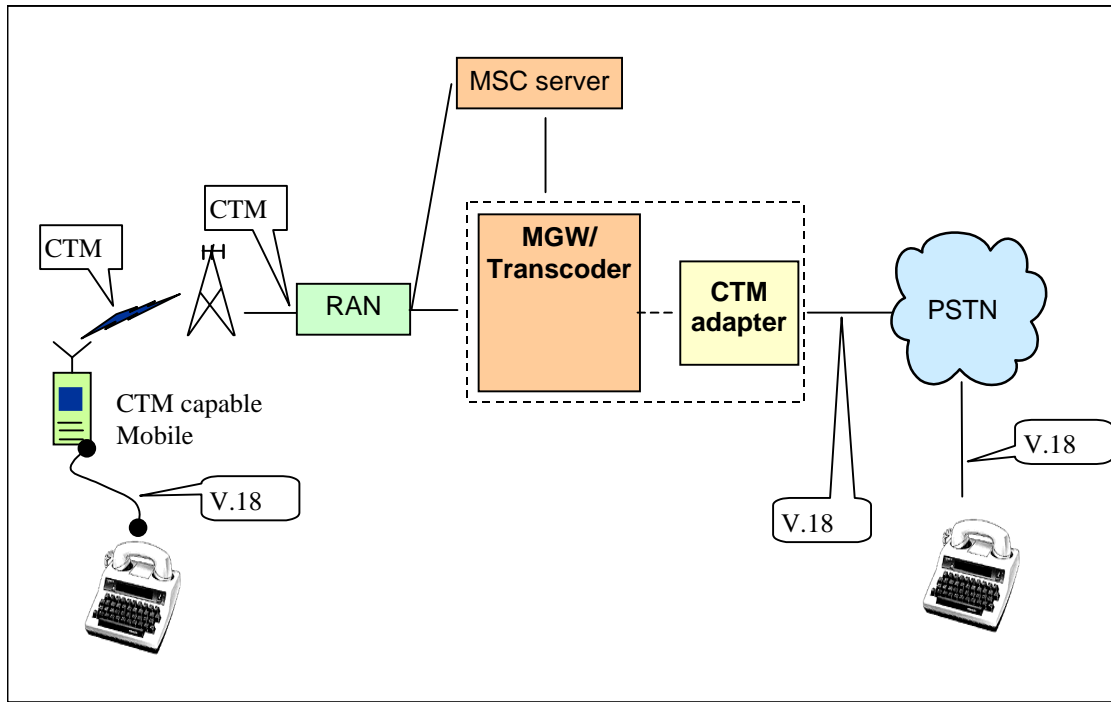 MSC server
CTM
CTM
MGW/
Transcoder
RAN
CTM
adapter
PSTN
CTM capable
Mobile
V.18
V.18
V.18